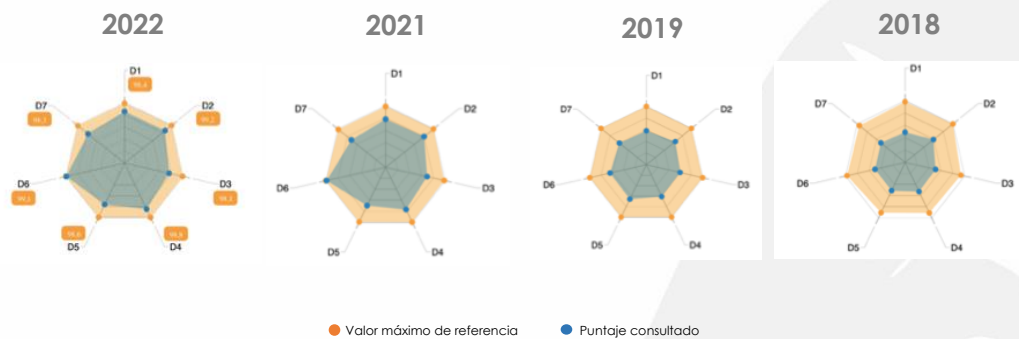 2022
2021
2019
2018
D1
D7
D2
D6
D3
D5
D4
D1
D7
D2
D6
D3
D5
D4
D1
D7
D2
D6
D3
D5
D4
D1
D7
D2
D6
D3
D5
D4
Valor máximo de referencia
Puntaje consultado